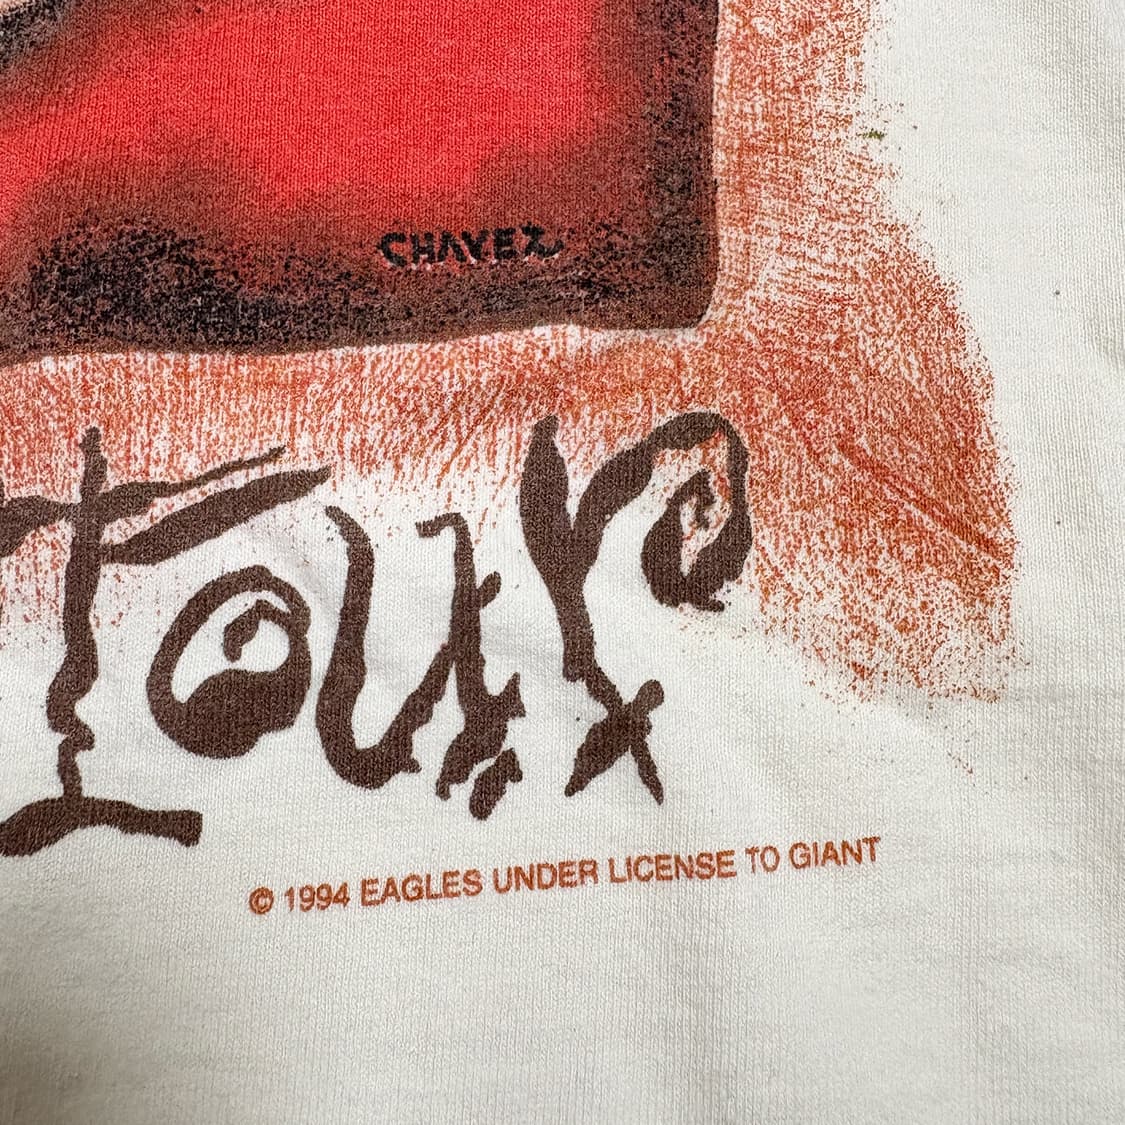 CHAVEZ
Tour
© 1994 EAGLES UNDER LICENSE TO GIANT